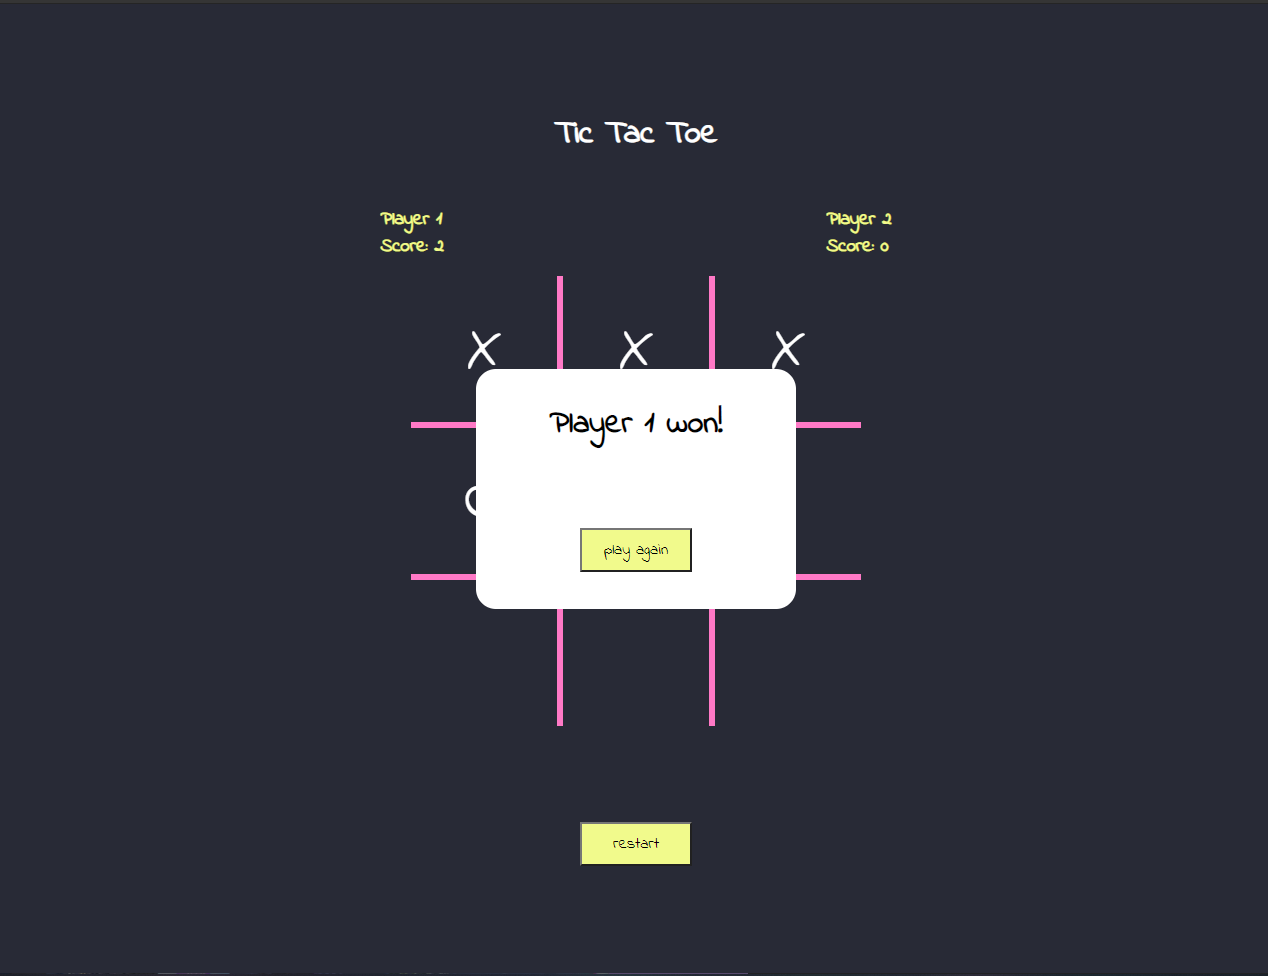 Tic Tac Toe
Player 1
Score: 2
Player 2
Score: 0
X X X
Player 1 won!
O
play again
restart